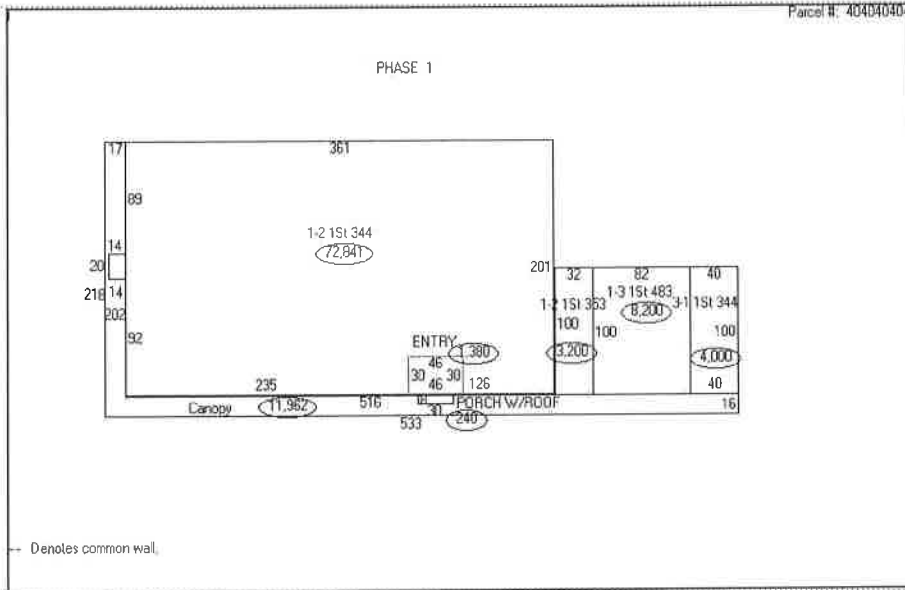 Parcel #: 40404040
PHASE 1
17 361
89
1-2 1St 344
72,841
14
20
14
218
202
92
201
32 82 40
1-2 1St 353 1-3 1St 483 3-1 1St 344
8,200
100 100 100
3,200 4,000
40
ENTRY
1,380
46
30 30
46
126
235
Canopy 11,962 516 8 PORCH W/ROOF 16
30
533 240
Denotes common wall.